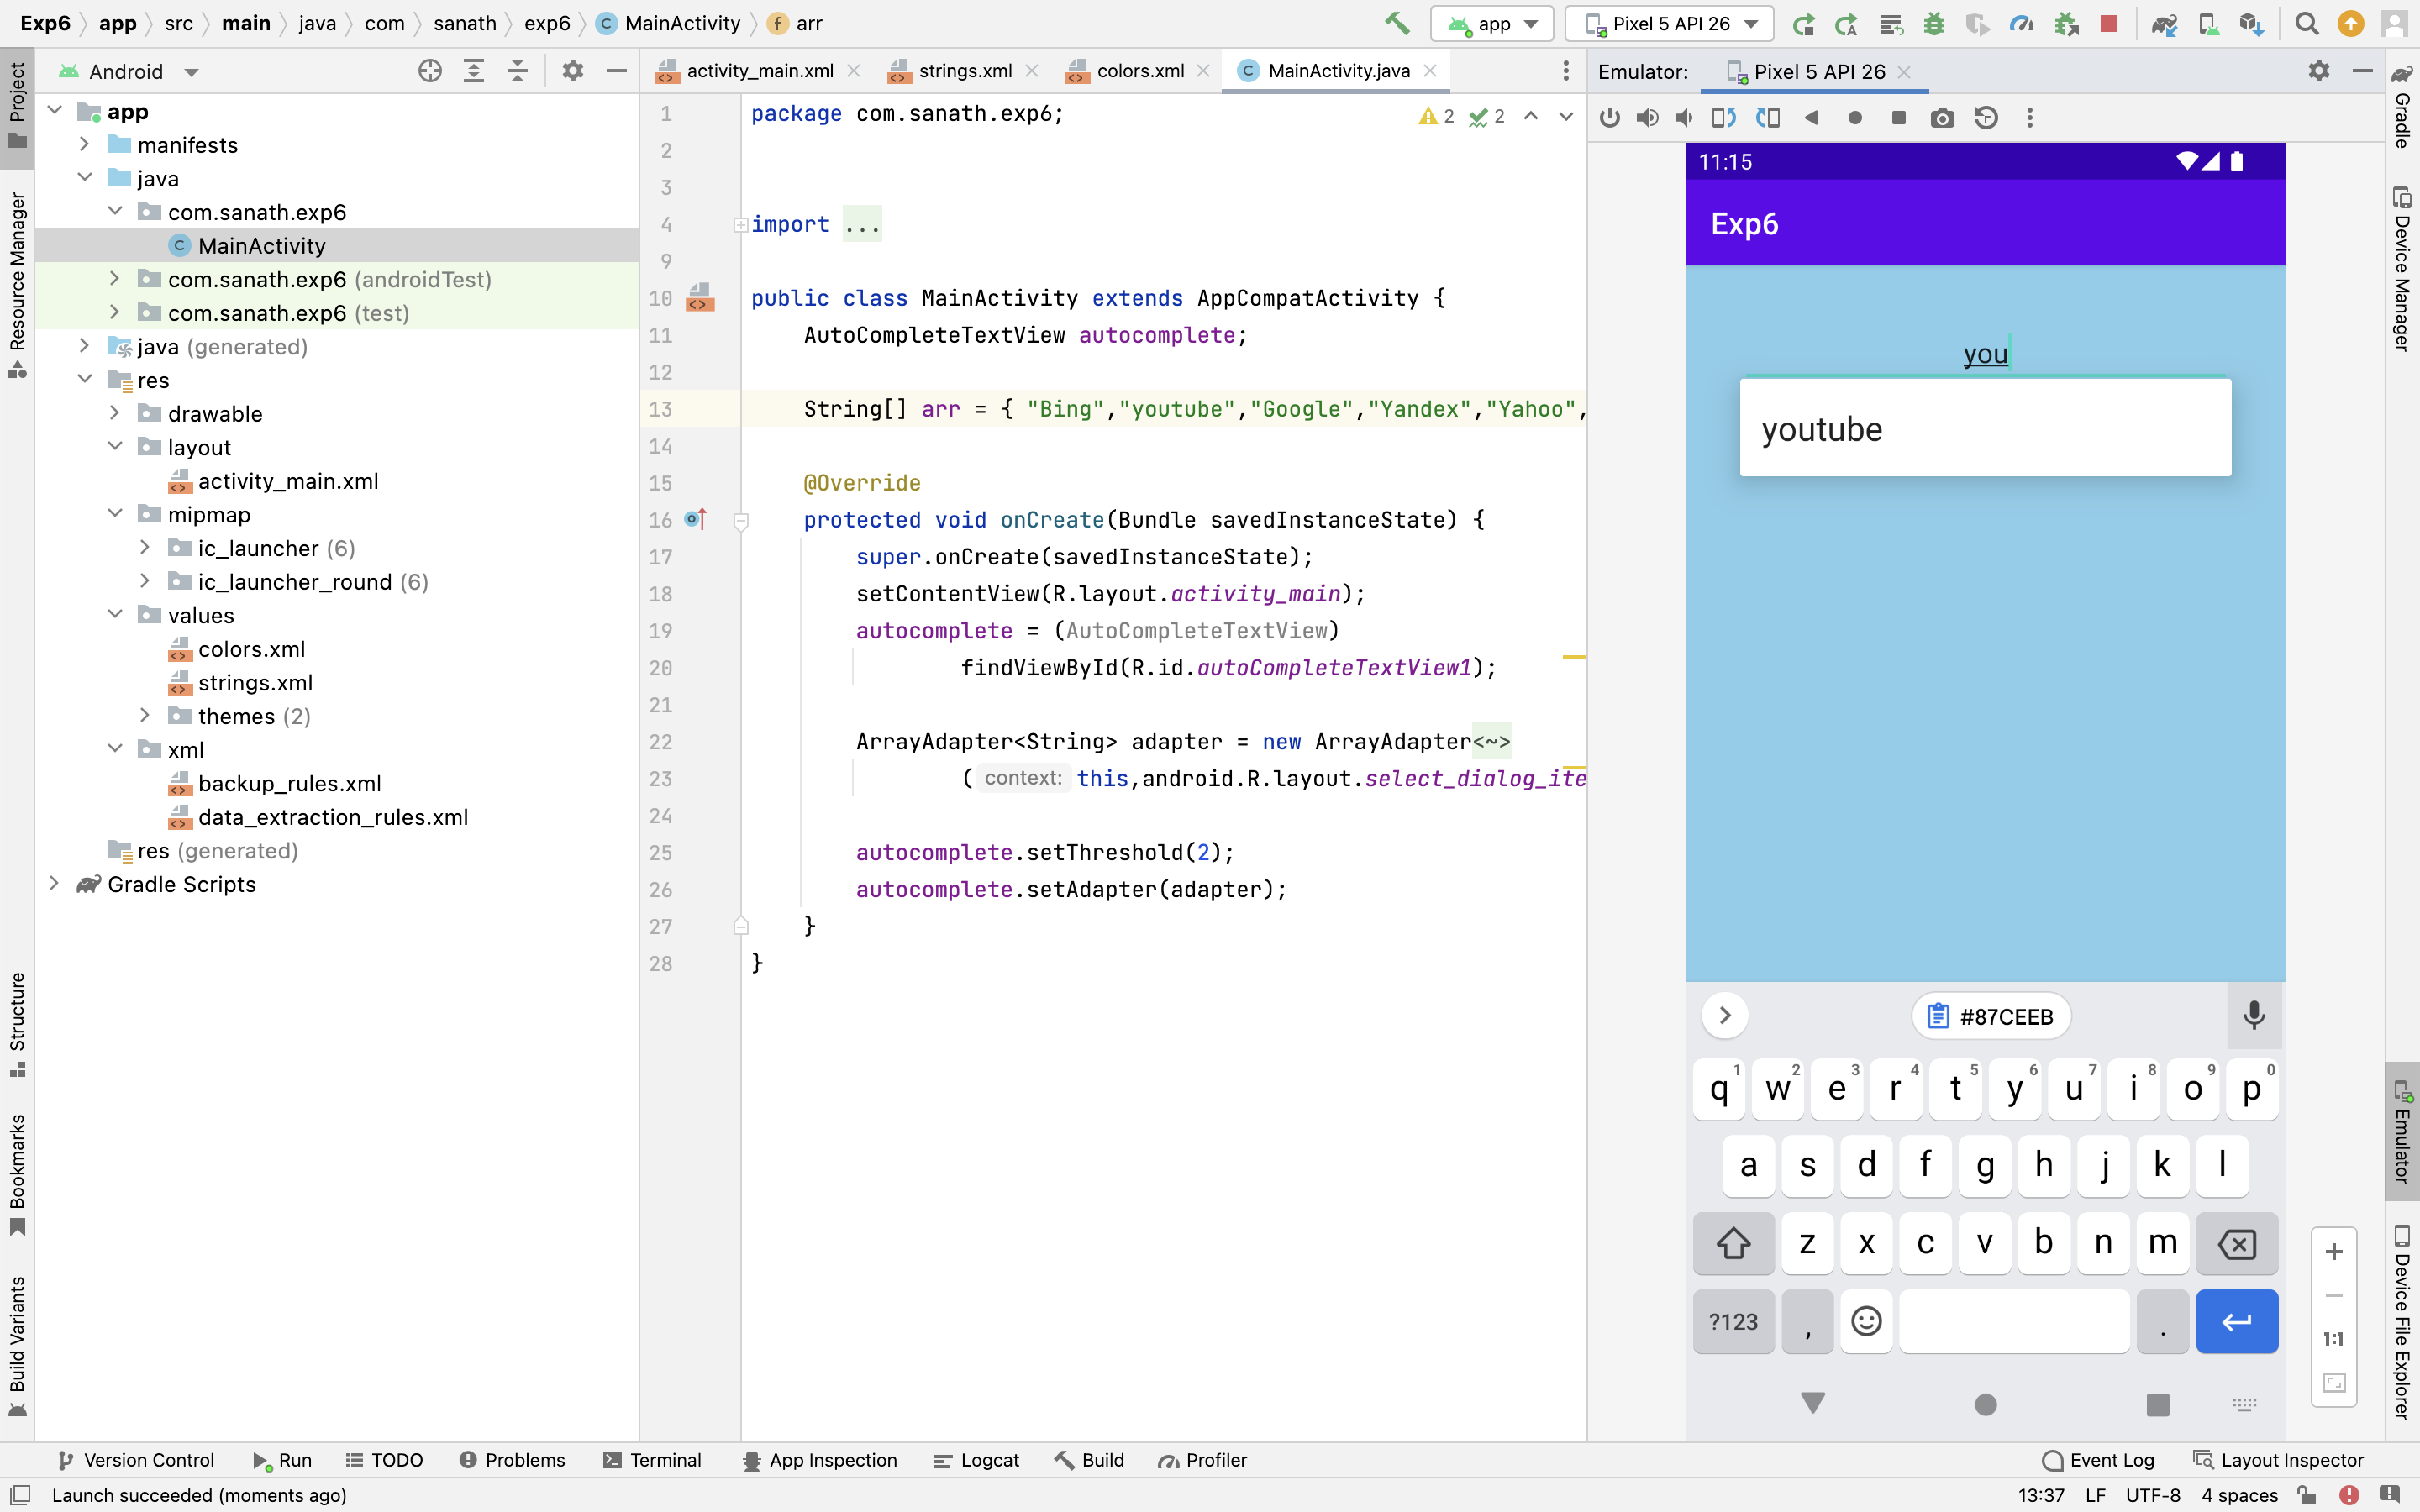 Exp6 app src main java com sanath exp6 MainActivity arr
app
Pixel 5 API 26
Project
Resource Manager
Structure
Bookmarks
Build Variants
Android
app
manifests
java
com.sanath.exp6
MainActivity
com.sanath.exp6 (androidTest)
com.sanath.exp6 (test)
java (generated)
res
drawable
layout
activity_main.xml
mipmap
ic_launcher (6)
ic_launcher_round (6)
values
colors.xml
strings.xml
themes (2)
xml
backup_rules.xml
data_extraction_rules.xml
res (generated)
Gradle Scripts
activity_main.xml strings.xml colors.xml MainActivity.java
2 2
1 package com.sanath.exp6;
2
3
4 import ...
9
10 public class MainActivity extends AppCompatActivity {
11 AutoCompleteTextView autocomplete;
12
13 String[] arr = { "Bing","youtube","Google","Yandex","Yahoo",
14
15 @Override
16 protected void onCreate(Bundle savedInstanceState) {
17 super.onCreate(savedInstanceState);
18 setContentView(R.layout.activity_main);
19 autocomplete = (AutoCompleteTextView)
20 findViewById(R.id.autoCompleteTextView1);
21
22 ArrayAdapter<String> adapter = new ArrayAdapter<~>
23 ( context: this,android.R.layout.select_dialog_ite
24
25 autocomplete.setThreshold(2);
26 autocomplete.setAdapter(adapter);
27 }
28 }
Emulator: Pixel 5 API 26
11:15
Exp6
you
youtube
#87CEEB
q1 w2 e3 r4 t5 y6 u7 i8 o9 p0
a s d f g h j k l
z x c v b n m
?123 , .
1:1
Gradle
Device Manager
Emulator
Device File Explorer
Version Control Run TODO Problems Terminal App Inspection Logcat Build Profiler Event Log Layout Inspector
Launch succeeded (moments ago) 13:37 LF UTF-8 4 spaces